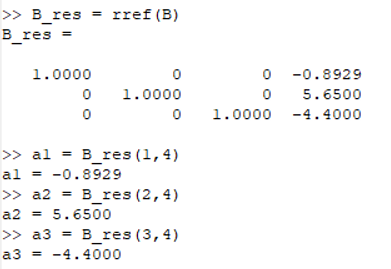 >> B_res = rref(B)
B_res =
1.0000 0 0 -0.8929
0 1.0000 0 5.6500
0 0 1.0000 -4.4000
>> a1 = B_res(1,4)
a1 = -0.8929
>> a2 = B_res(2,4)
a2 = 5.6500
>> a3 = B_res(3,4)
a3 = -4.4000